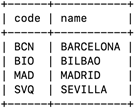 +------+-----------+
| code | name      |
+------+-----------+
| BCN  | BARCELONA |
| BIO  | BILBAO    |
| MAD  | MADRID    |
| SVQ  | SEVILLA   |
+------+-----------+